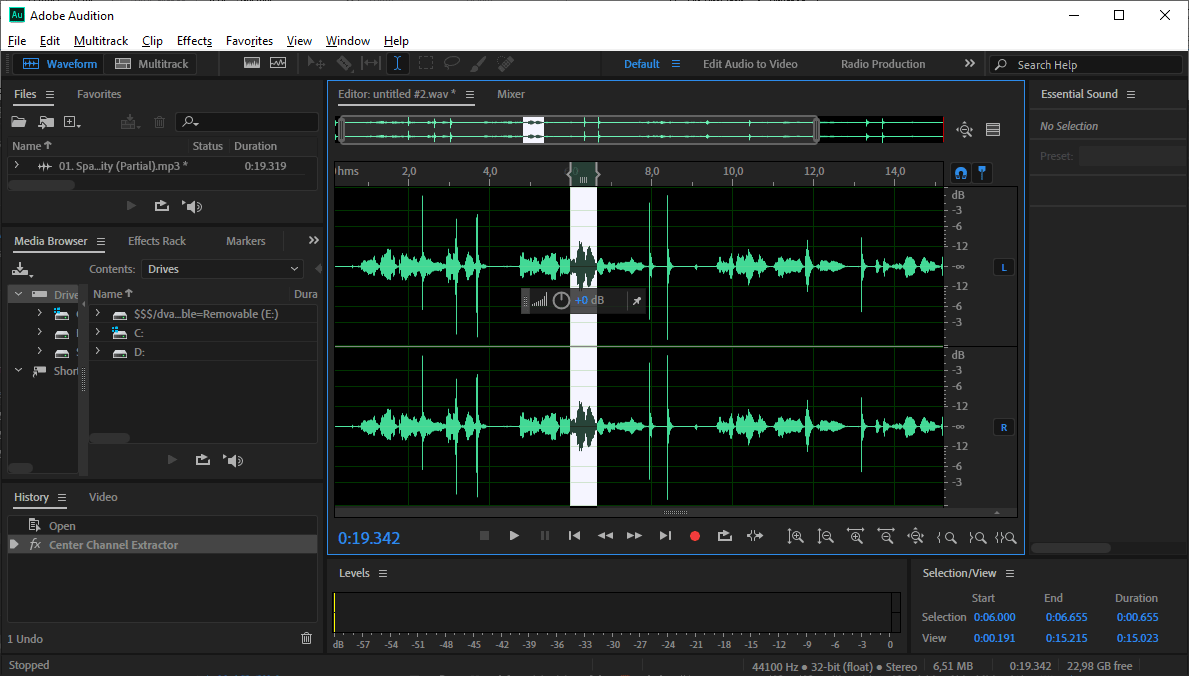 Au Adobe Audition
File Edit Multitrack Clip Effects Favorites View Window Help
Waveform Multitrack Default Edit Audio to Video Radio Production Search Help
Files Favorites
Name Status Duration
01. Spa...ity (Partial).mp3 * 0:19.319
Media Browser Effects Rack Markers
Contents: Drives
Drive Name Dura
$$$/dva...ble=Removable (E:)
C:
D:
Short
History Video
Open
fx Center Channel Extractor
1 Undo
Stopped
Editor: untitled #2.wav * Mixer
hms 2,0 4,0 8,0 10,0 12,0 14,0
dB
-3
-6
-12
-∞
-12
-6
-3
L
+0 dB
dB
-3
-6
-12
-∞
-12
-6
-3
R
0:19.342
Levels
dB -57 -54 -51 -48 -45 -42 -39 -36 -33 -30 -27 -24 -21 -18 -15 -12 -9 -6 -3 0
Essential Sound
No Selection
Preset:
Selection/View
Start End Duration
Selection 0:06.000 0:06.655 0:00.655
View 0:00.191 0:15.215 0:15.023
44100 Hz ● 32-bit (float) ● Stereo 6,51 MB 0:19.342 22,98 GB free